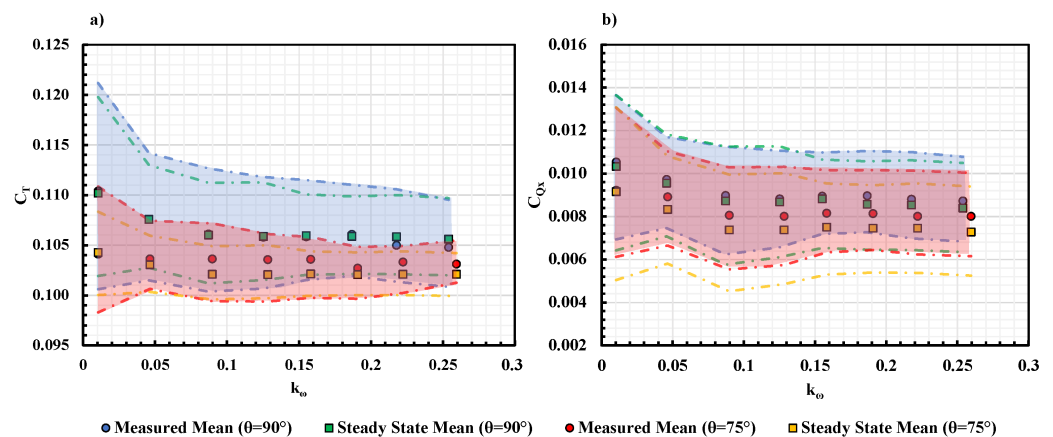 a)
b)
0.125
0.120
0.115
0.110
0.105
0.100
0.095
C_T
0
0.05
0.1
0.15
0.2
0.25
0.3
k_ω
0.016
0.014
0.012
0.010
0.008
0.006
0.004
0.002
C_Qx
0
0.05
0.1
0.15
0.2
0.25
0.3
k_ω
Measured Mean (θ=90°)
Steady State Mean (θ=90°)
Measured Mean (θ=75°)
Steady State Mean (θ=75°)